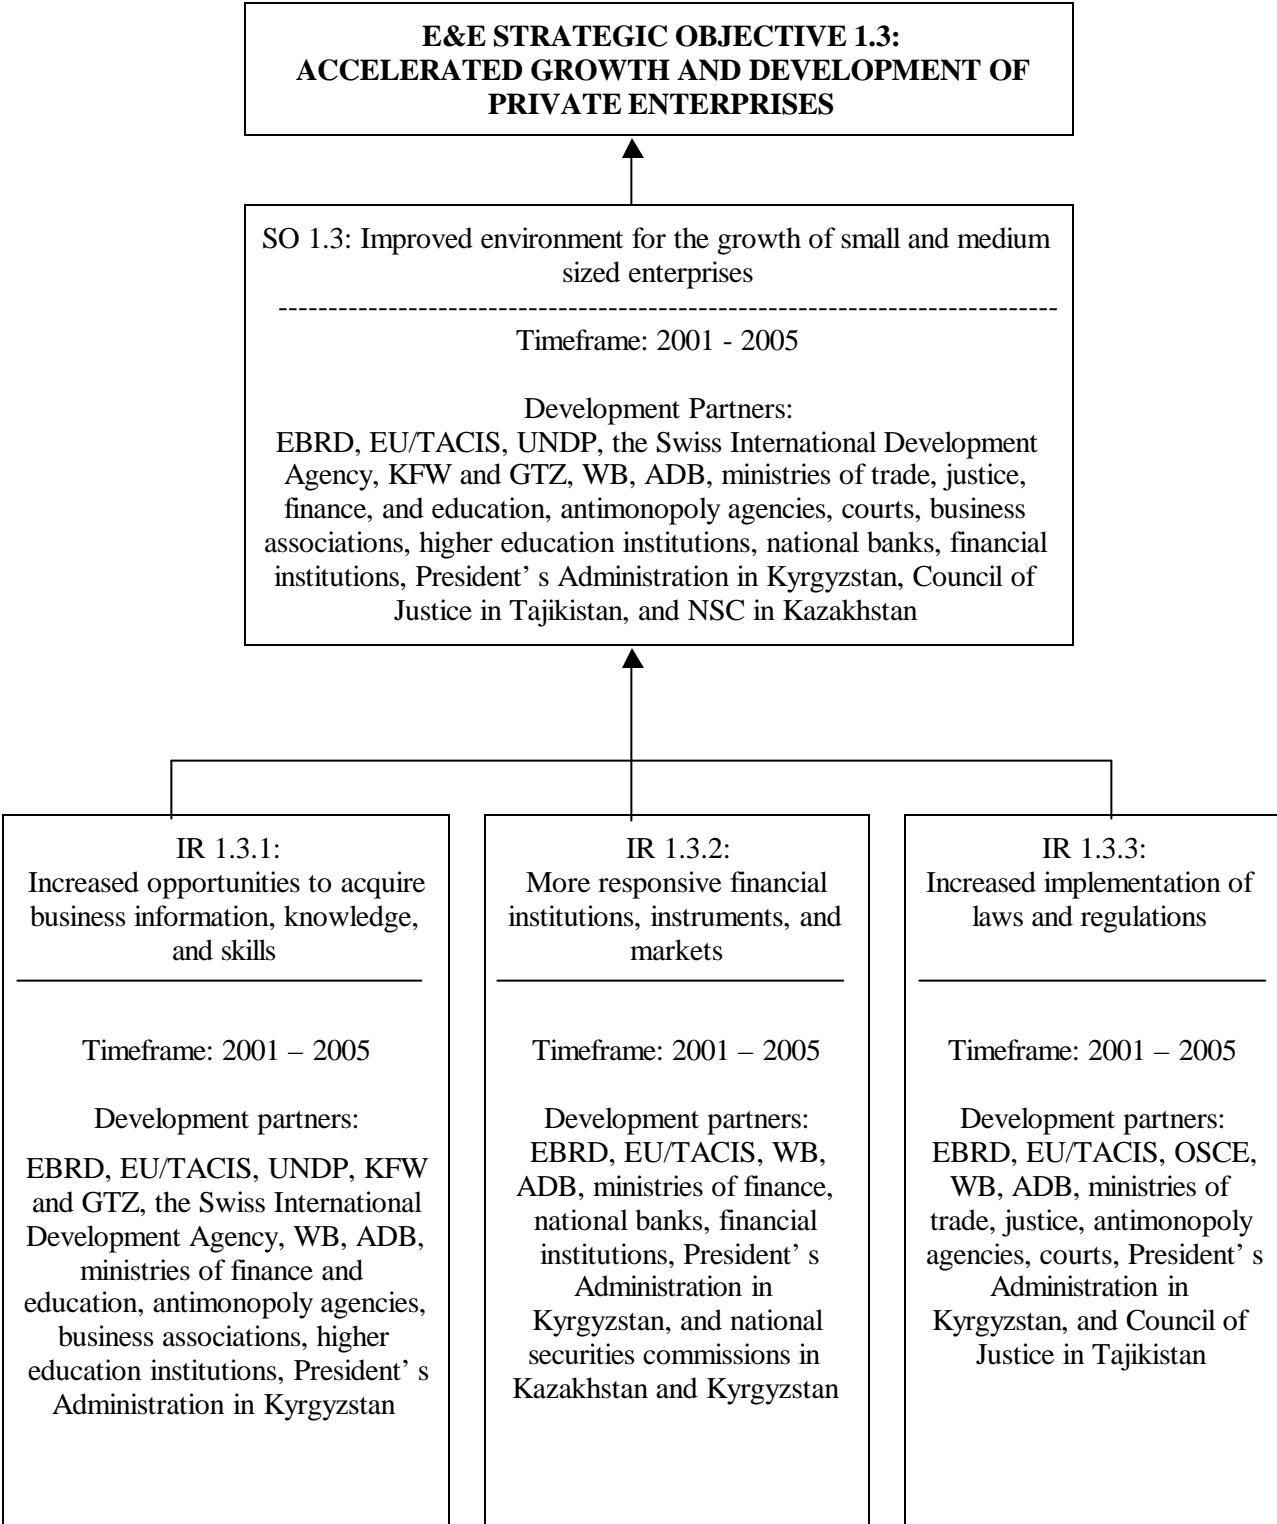 E&E STRATEGIC OBJECTIVE 1.3:
ACCELERATED GROWTH AND DEVELOPMENT OF
PRIVATE ENTERPRISES
SO 1.3: Improved environment for the growth of small and medium
sized enterprises
------------------------------------------------------------------------------
Timeframe: 2001 - 2005
Development Partners:
EBRD, EU/TACIS, UNDP, the Swiss International Development
Agency, KFW and GTZ, WB, ADB, ministries of trade, justice,
finance, and education, antimonopoly agencies, courts, business
associations, higher education institutions, national banks, financial
institutions, President’ s Administration in Kyrgyzstan, Council of
Justice in Tajikistan, and NSC in Kazakhstan
IR 1.3.1:
Increased opportunities to acquire
business information, knowledge,
and skills
Timeframe: 2001 – 2005
Development partners:
EBRD, EU/TACIS, UNDP, KFW
and GTZ, the Swiss International
Development Agency, WB, ADB,
ministries of finance and
education, antimonopoly agencies,
business associations, higher
education institutions, President’ s
Administration in Kyrgyzstan
IR 1.3.2:
More responsive financial
institutions, instruments, and
markets
Timeframe: 2001 – 2005
Development partners:
EBRD, EU/TACIS, WB,
ADB, ministries of finance,
national banks, financial
institutions, President’ s
Administration in
Kyrgyzstan, and national
securities commissions in
Kazakhstan and Kyrgyzstan
IR 1.3.3:
Increased implementation of
laws and regulations
Timeframe: 2001 – 2005
Development partners:
EBRD, EU/TACIS, OSCE,
WB, ADB, ministries of
trade, justice, antimonopoly
agencies, courts, President’ s
Administration in
Kyrgyzstan, and Council of
Justice in Tajikistan